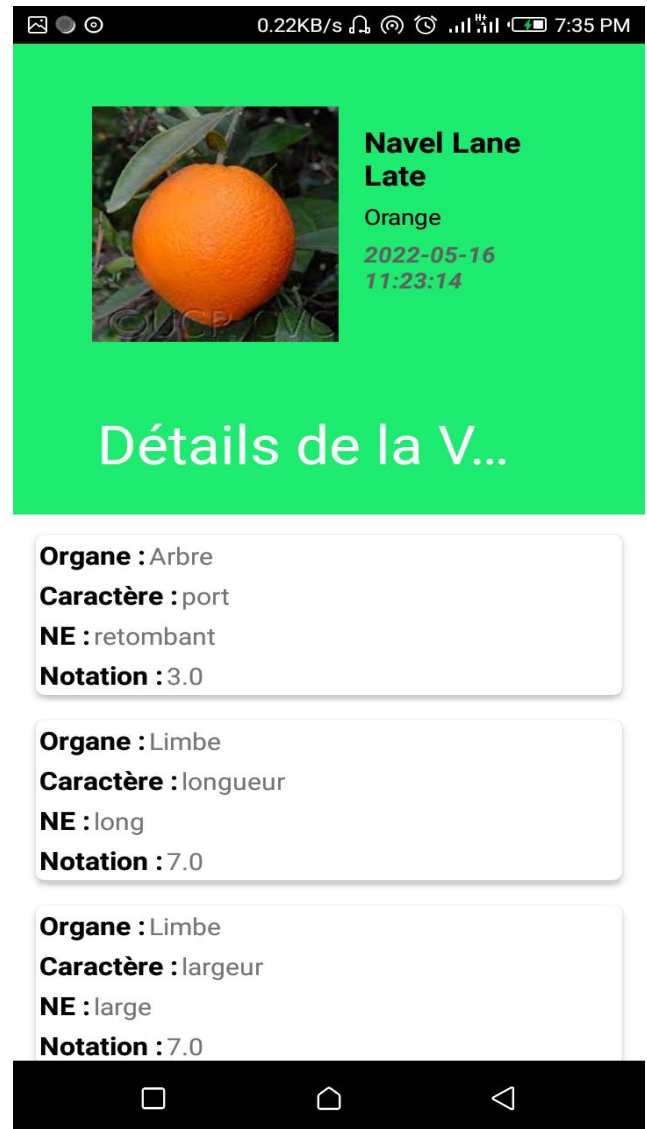 0.22KB/s 7:35 PM
Navel Lane
Late
Orange
2022-05-16
11:23:14
©UCR CVC
Détails de la V...
Organe : Arbre
Caractère : port
NE : retombant
Notation : 3.0
Organe : Limbe
Caractère : longueur
NE : long
Notation : 7.0
Organe : Limbe
Caractère : largeur
NE : large
Notation : 7.0